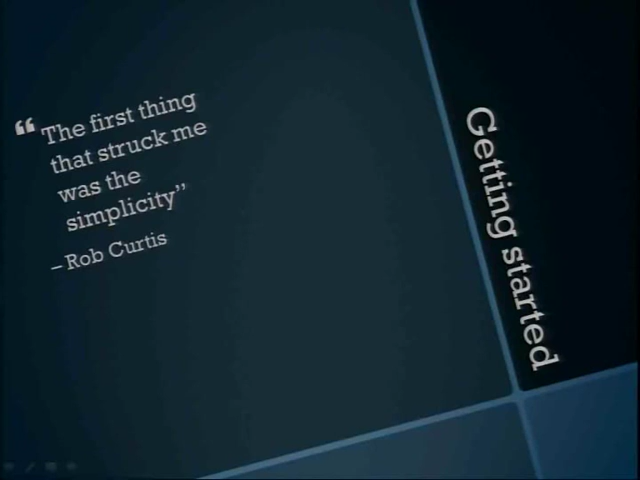 “ The first thing
that struck me
was the
simplicity”
– Rob Curtis
Getting started